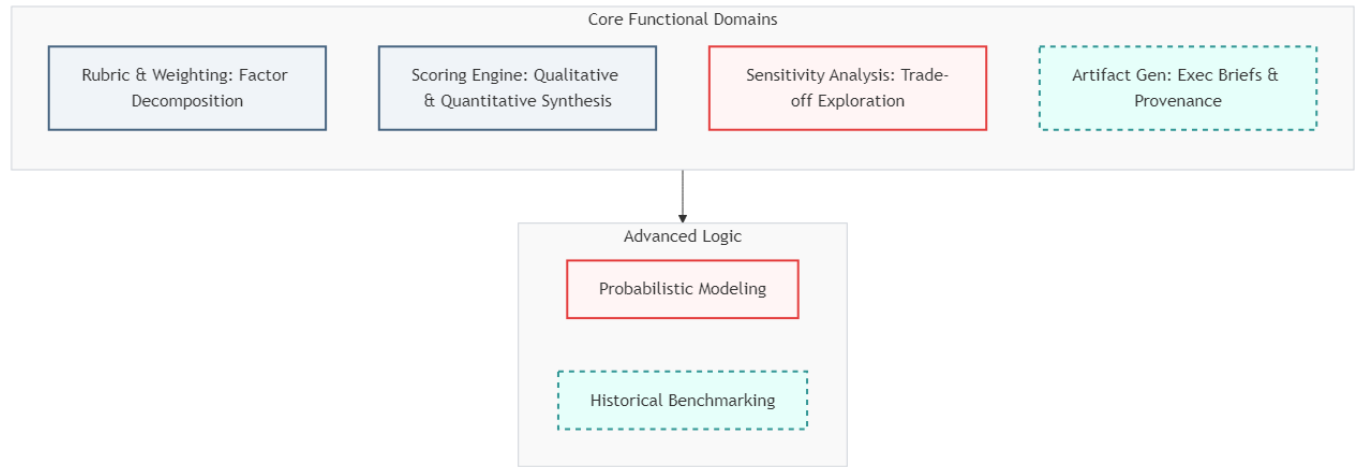 Core Functional Domains
Rubric & Weighting: Factor
Decomposition
Scoring Engine: Qualitative
& Quantitative Synthesis
Sensitivity Analysis: Trade-
off Exploration
Artifact Gen: Exec Briefs &
Provenance
Advanced Logic
Probabilistic Modeling
Historical Benchmarking